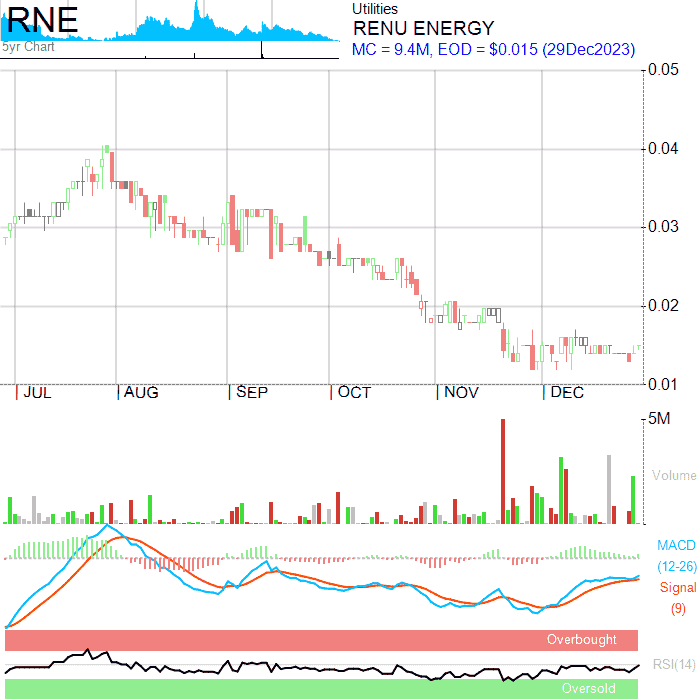 RNE
5yr Chart
Utilities
RENU ENERGY
MC = 9.4M, EOD = $0.015 (29Dec2023)
0.05
0.04
0.03
0.02
0.01
JUL AUG SEP OCT NOV DEC
5M
Volume
MACD
(12-26)
Signal
(9)
Overbought
RSI(14)
Oversold